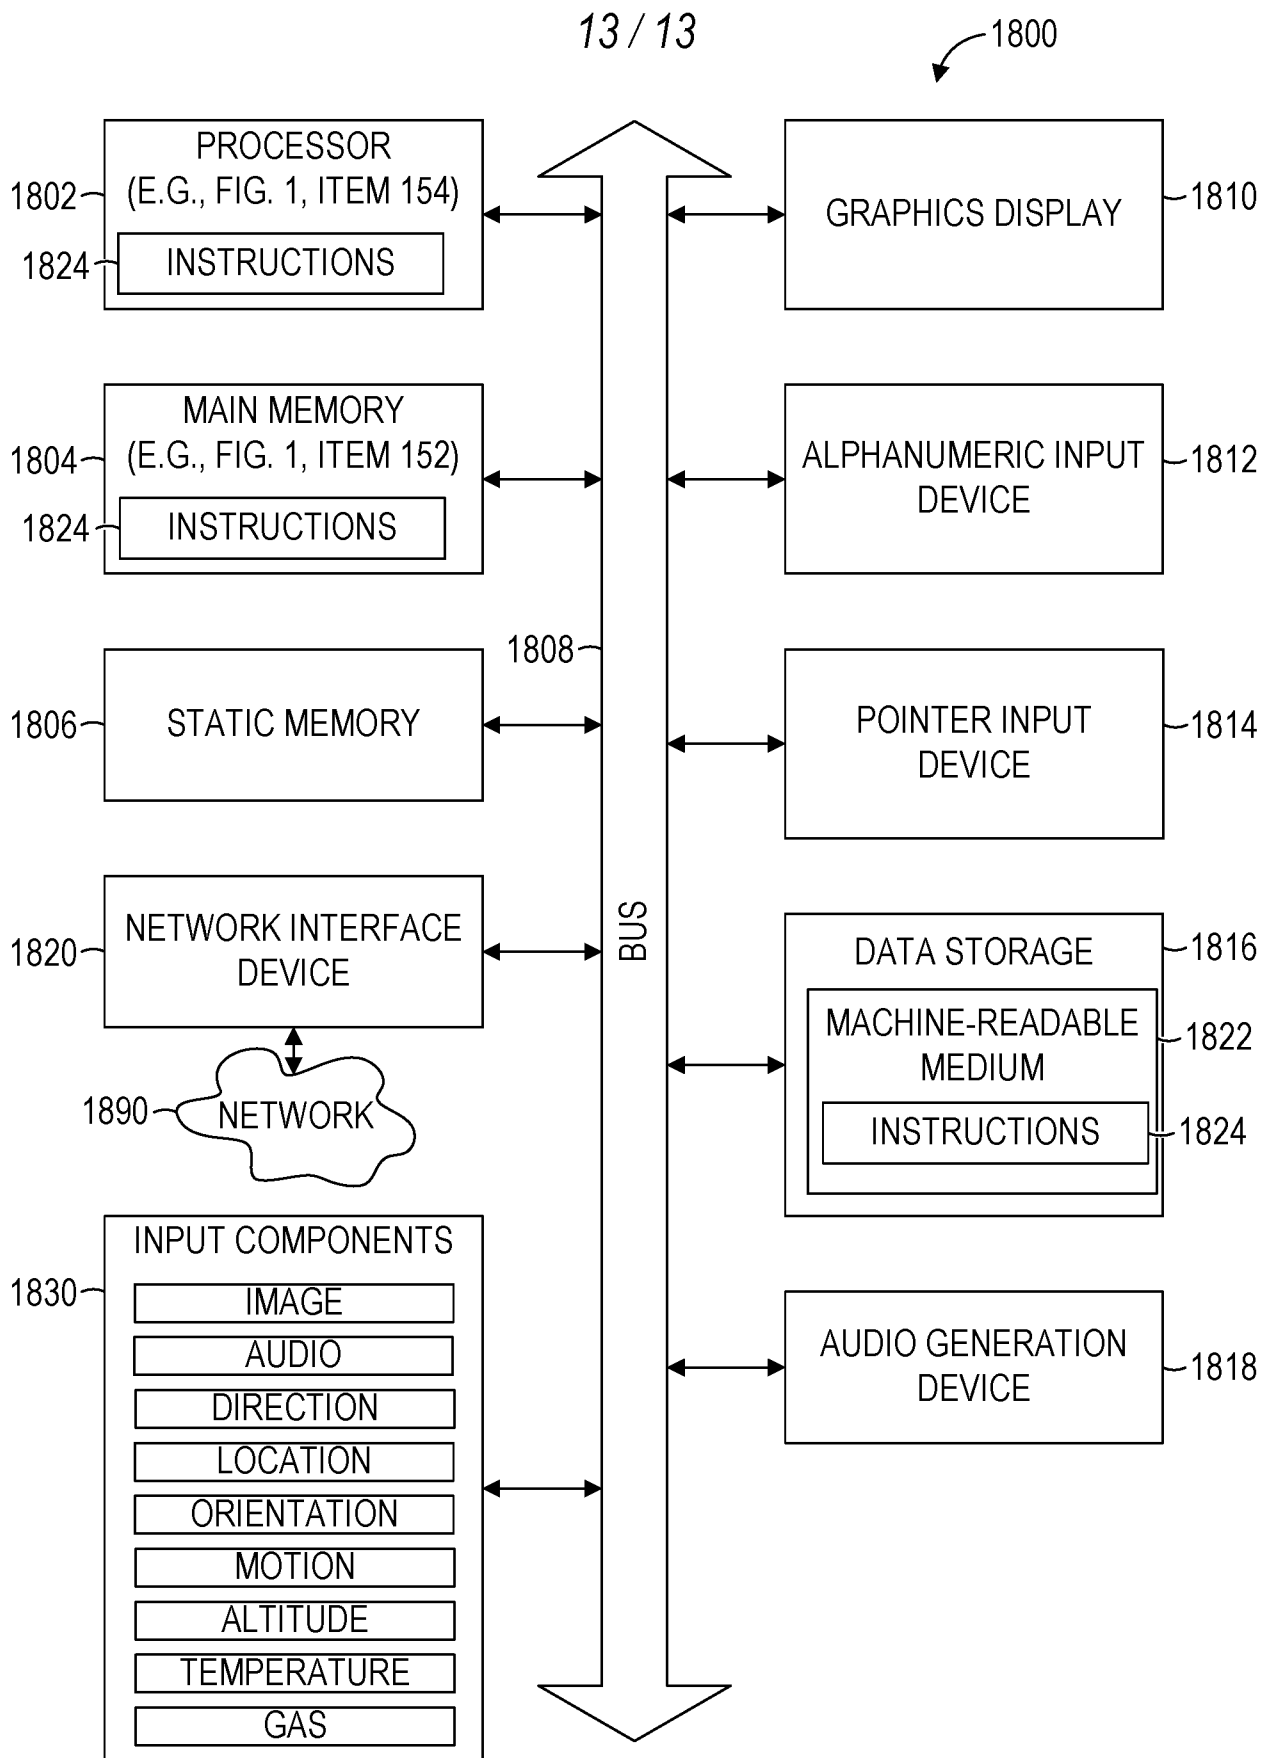 13 / 13
1800
PROCESSOR
(E.G., FIG. 1, ITEM 154)
1802
1824
INSTRUCTIONS
MAIN MEMORY
(E.G., FIG. 1, ITEM 152)
1804
1824
INSTRUCTIONS
1808
1806
STATIC MEMORY
NETWORK INTERFACE
DEVICE
1820
1890
NETWORK
INPUT COMPONENTS
1830
IMAGE
AUDIO
DIRECTION
LOCATION
ORIENTATION
MOTION
ALTITUDE
TEMPERATURE
GAS
BUS
GRAPHICS DISPLAY
1810
ALPHANUMERIC INPUT
DEVICE
1812
POINTER INPUT
DEVICE
1814
DATA STORAGE
1816
MACHINE-READABLE
MEDIUM
1822
INSTRUCTIONS
1824
AUDIO GENERATION
DEVICE
1818